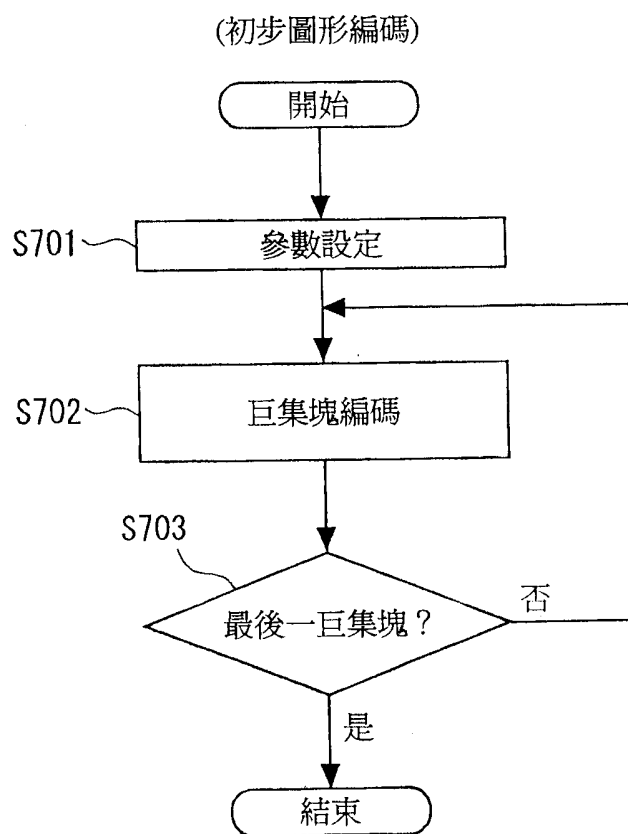 (初步圖形編碼)
開始
S701
參數設定
S702
巨集塊編碼
S703
最後一巨集塊？
否
是
結束